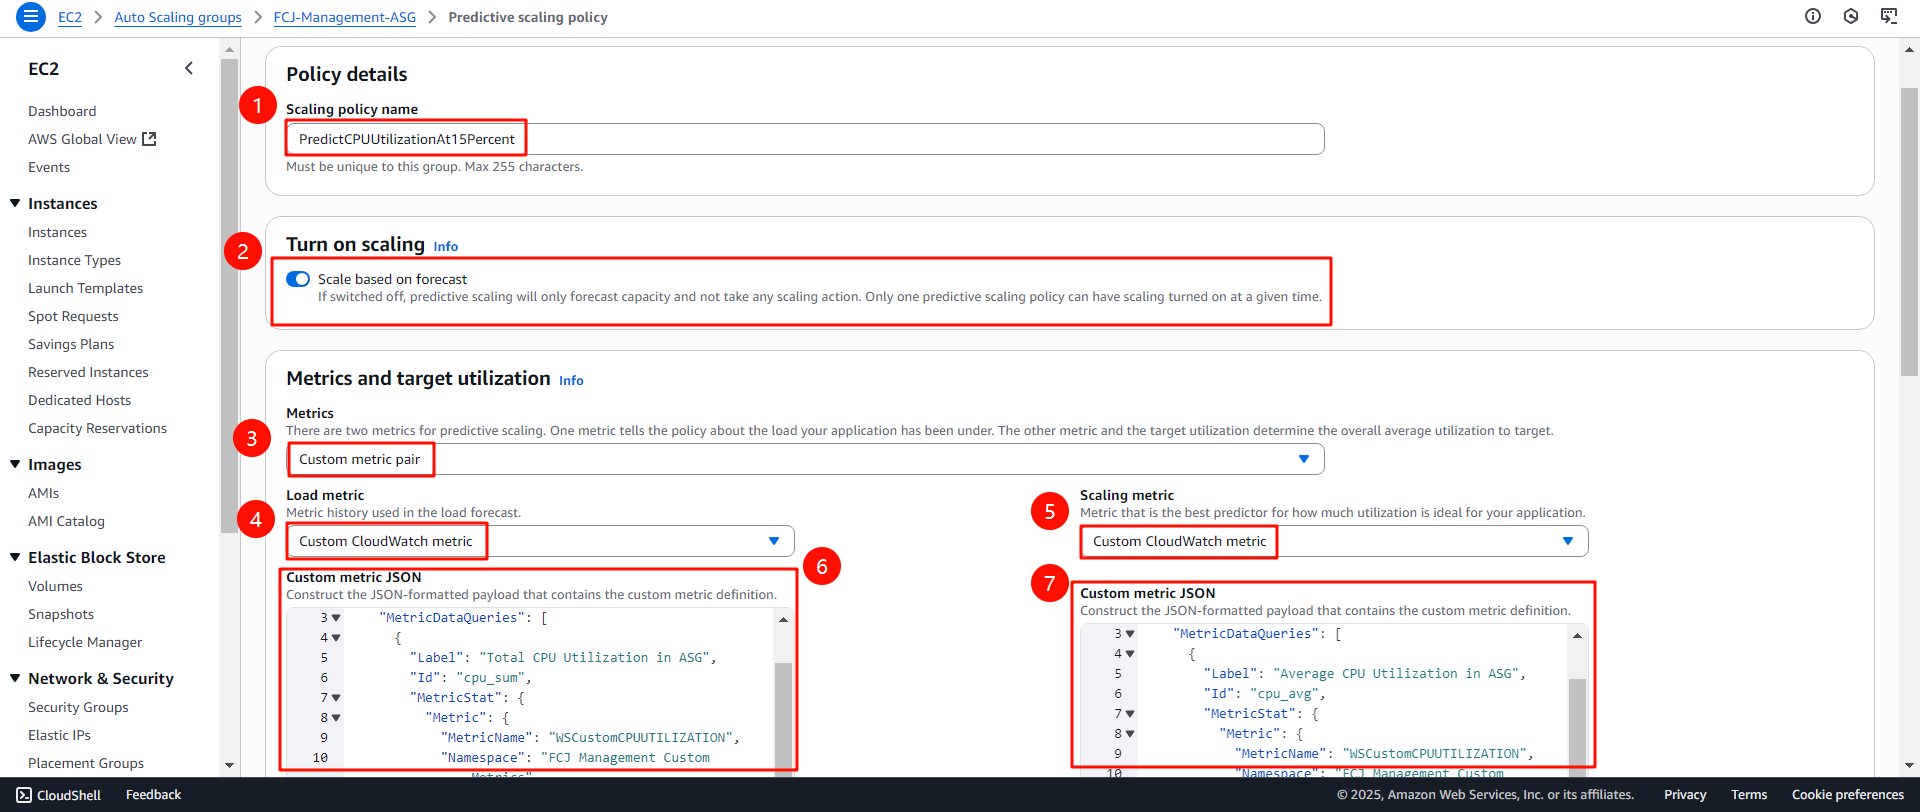 EC2 > Auto Scaling groups > FCJ-Management-ASG > Predictive scaling policy
EC2
Dashboard
AWS Global View
Events
Instances
Instances
Instance Types
Launch Templates
Spot Requests
Savings Plans
Reserved Instances
Dedicated Hosts
Capacity Reservations
Images
AMIs
AMI Catalog
Elastic Block Store
Volumes
Snapshots
Lifecycle Manager
Network & Security
Security Groups
Elastic IPs
Placement Groups
Policy details
1
Scaling policy name
PredictCPUUtilizationAt15Percent
Must be unique to this group. Max 255 characters.
2
Turn on scaling Info
Scale based on forecast
If switched off, predictive scaling will only forecast capacity and not take any scaling action. Only one predictive scaling policy can have scaling turned on at a given time.
Metrics and target utilization Info
Metrics
There are two metrics for predictive scaling. One metric tells the policy about the load your application has been under. The other metric and the target utilization determine the overall average utilization to target.
3
Custom metric pair
Load metric
Metric history used in the load forecast.
4
Custom CloudWatch metric
6
Custom metric JSON
Construct the JSON-formatted payload that contains the custom metric definition.
3 "MetricDataQueries": [
4 {
5 "Label": "Total CPU Utilization in ASG",
6 "Id": "cpu_sum",
7 "MetricStat": {
8 "Metric": {
9 "MetricName": "WSCustomCPUUTILIZATION",
10 "Namespace": "FCJ Management Custom
Metrics"
Scaling metric
5
Metric that is the best predictor for how much utilization is ideal for your application.
Custom CloudWatch metric
7
Custom metric JSON
Construct the JSON-formatted payload that contains the custom metric definition.
3 "MetricDataQueries": [
4 {
5 "Label": "Average CPU Utilization in ASG",
6 "Id": "cpu_avg",
7 "MetricStat": {
8 "Metric": {
9 "MetricName": "WSCustomCPUUTILIZATION",
10 "Namespace": "FCJ Management Custom
CloudShell Feedback © 2025, Amazon Web Services, Inc. or its affiliates. Privacy Terms Cookie preferences